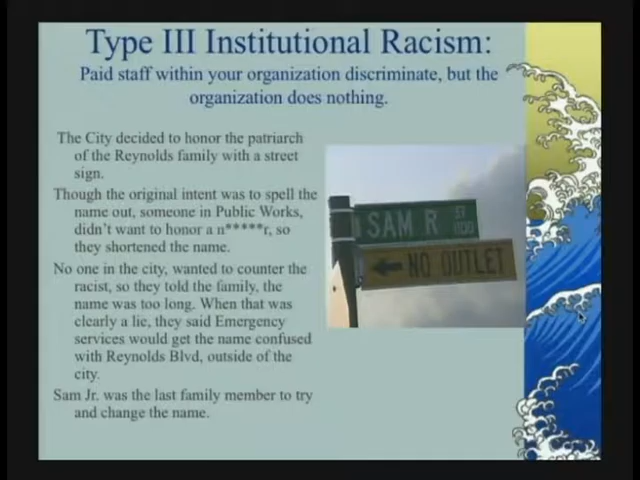 Type III Institutional Racism:
Paid staff within your organization discriminate, but the
organization does nothing.
The City decided to honor the patriarch
of the Reynolds family with a street
sign.
Though the original intent was to spell the
name out, someone in Public Works,
didn't want to honor a n*****r, so
they shortened the name.
No one in the city, wanted to counter the
racist, so they told the family, the
name was too long. When that was
clearly a lie, they said Emergency
services would get the name confused
with Reynolds Blvd, outside of the
city.
Sam Jr. was the last family member to try
and change the name.
SAM R ST
NO OUTLET